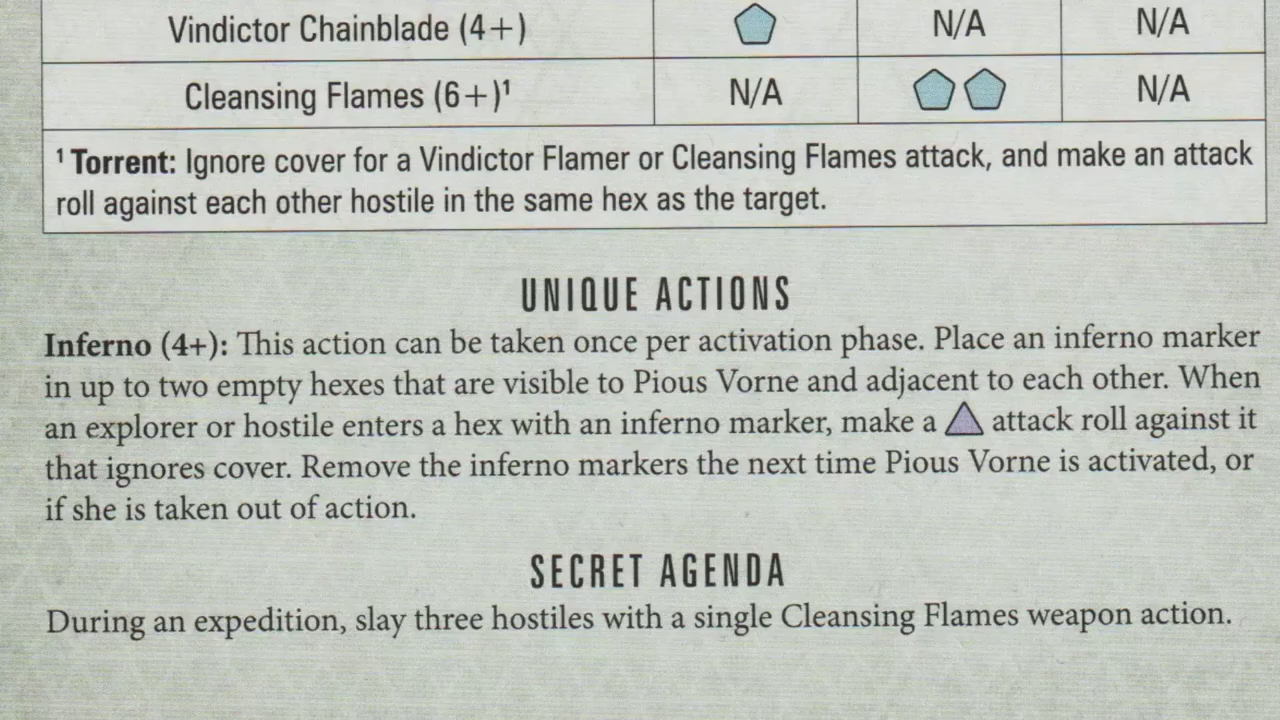 Vindictor Chainblade (4+) N/A N/A
Cleansing Flames (6+)¹ N/A N/A
¹ Torrent: Ignore cover for a Vindictor Flamer or Cleansing Flames attack, and make an attack
roll against each other hostile in the same hex as the target.
UNIQUE ACTIONS
Inferno (4+): This action can be taken once per activation phase. Place an inferno marker
in up to two empty hexes that are visible to Pious Vorne and adjacent to each other. When
an explorer or hostile enters a hex with an inferno marker, make a attack roll against it
that ignores cover. Remove the inferno markers the next time Pious Vorne is activated, or
if she is taken out of action.
SECRET AGENDA
During an expedition, slay three hostiles with a single Cleansing Flames weapon action.